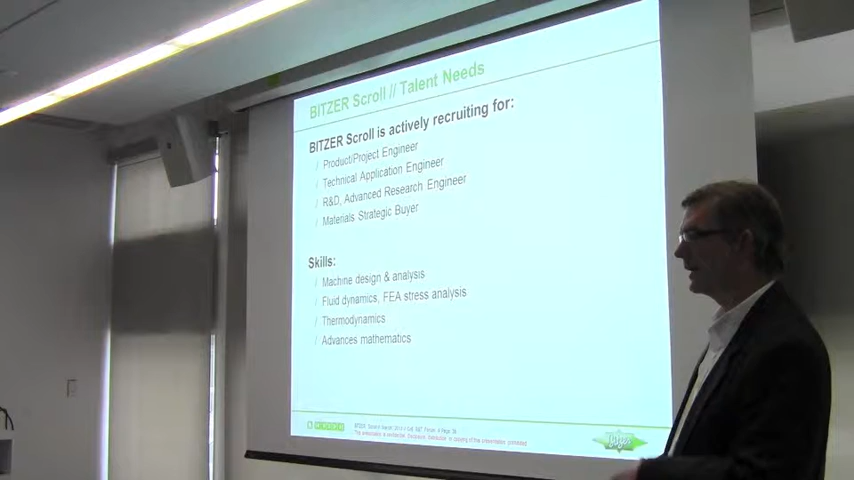 BITZER Scroll // Talent Needs
BITZER Scroll is actively recruiting for:
/ Product/Project Engineer
/ Technical Application Engineer
/ R&D, Advanced Research Engineer
/ Materials Strategic Buyer
Skills:
/ Machine design & analysis
/ Fluid dynamics, FEA stress analysis
/ Thermodynamics
/ Advances mathematics